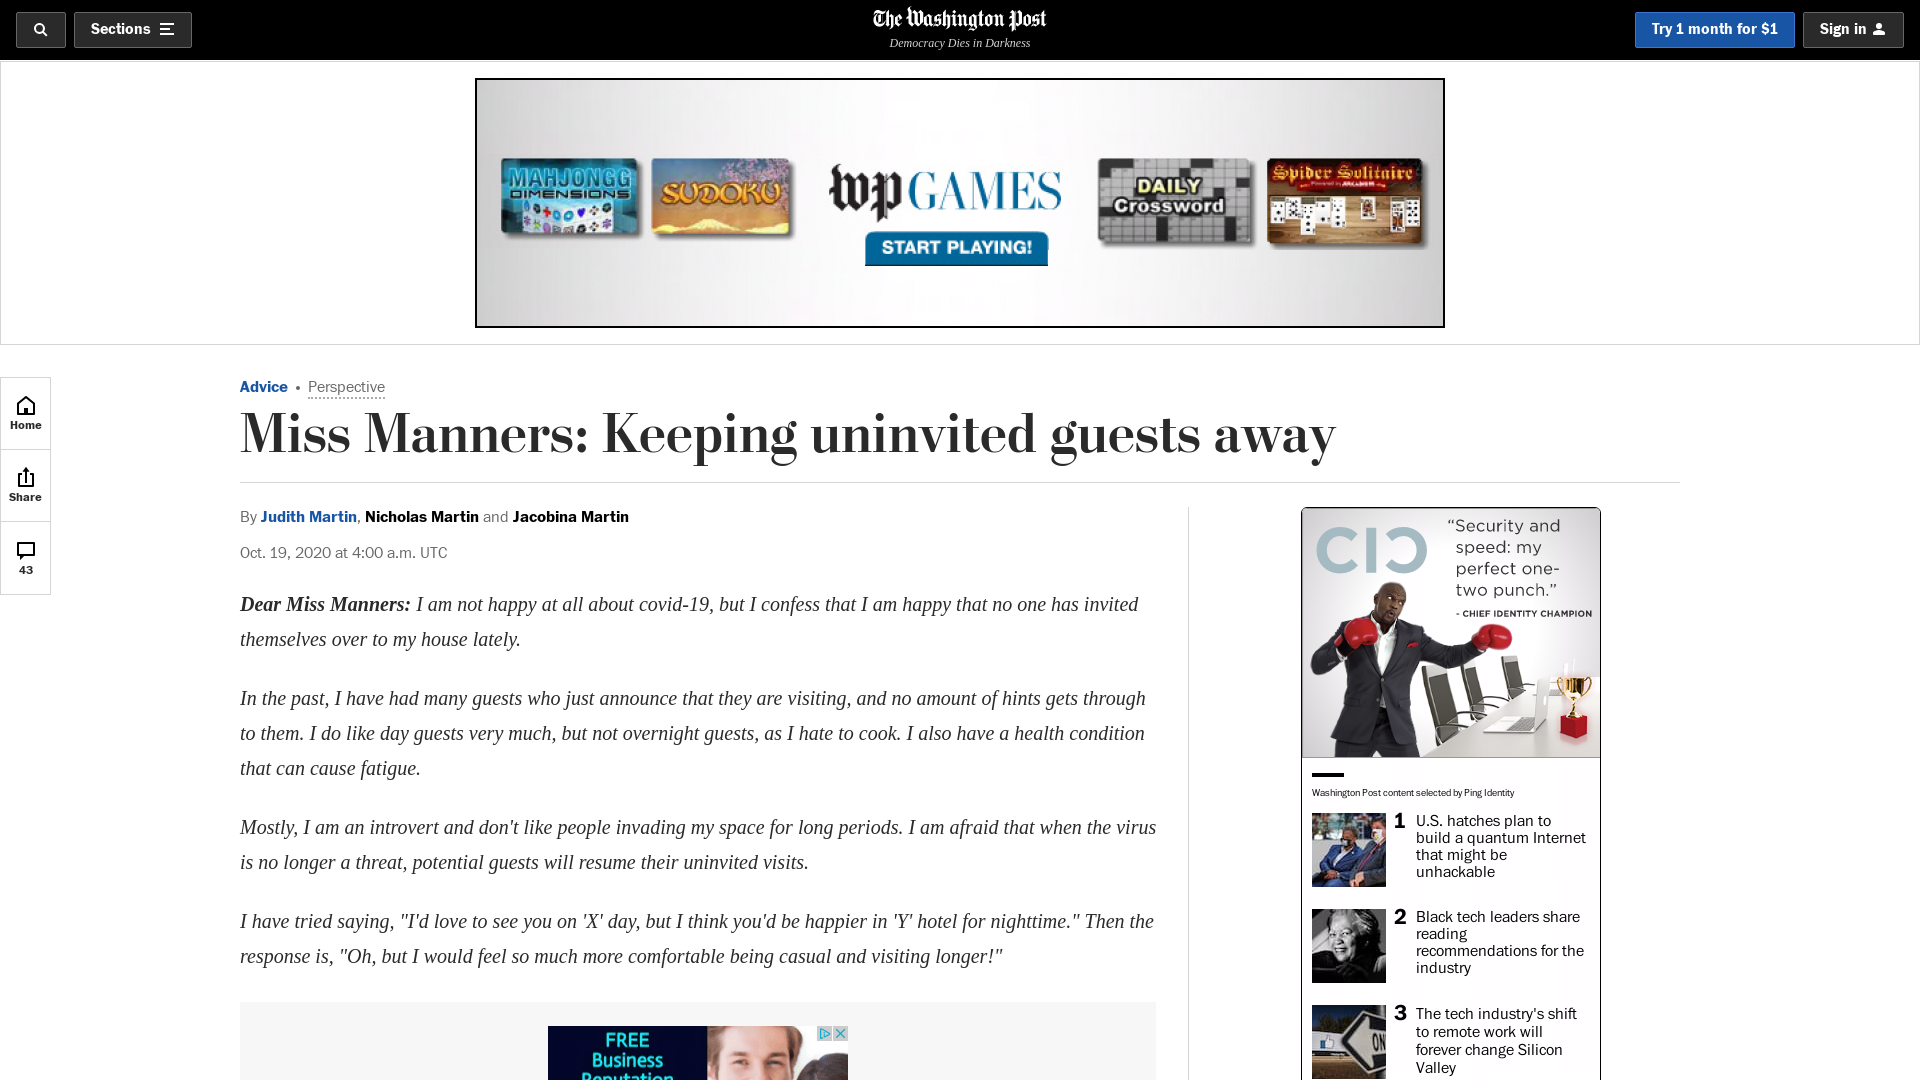 Sections
The Washington Post
Democracy Dies in Darkness
Try 1 month for $1
Sign in
MAHJONGG
DIMENSIONS
SUDOKU
wp GAMES
START PLAYING!
DAILY
Crossword
Spider Solitaire
Home
Share
43
Advice • Perspective
Miss Manners: Keeping uninvited guests away
By Judith Martin, Nicholas Martin and Jacobina Martin
Oct. 19, 2020 at 4:00 a.m. UTC
Dear Miss Manners: I am not happy at all about covid-19, but I confess that I am happy that no one has invited
themselves over to my house lately.
In the past, I have had many guests who just announce that they are visiting, and no amount of hints gets through
to them. I do like day guests very much, but not overnight guests, as I hate to cook. I also have a health condition
that can cause fatigue.
Mostly, I am an introvert and don't like people invading my space for long periods. I am afraid that when the virus
is no longer a threat, potential guests will resume their uninvited visits.
I have tried saying, "I'd love to see you on 'X' day, but I think you'd be happier in 'Y' hotel for nighttime." Then the
response is, "Oh, but I would feel so much more comfortable being casual and visiting longer!"
FREE
Business
Reputation
CIC
“Security and
speed: my
perfect one-
two punch.”
- CHIEF IDENTITY CHAMPION
Washington Post content selected by Ping Identity
1 U.S. hatches plan to
build a quantum Internet
that might be
unhackable
2 Black tech leaders share
reading
recommendations for the
industry
3 The tech industry's shift
to remote work will
forever change Silicon
Valley
ON